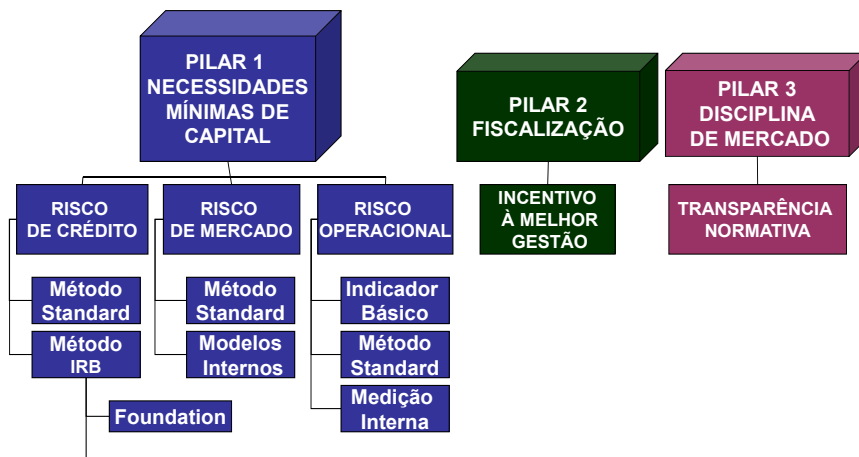 PILAR 1
NECESSIDADES
MÍNIMAS DE
CAPITAL
PILAR 2
FISCALIZAÇÃO
PILAR 3
DISCIPLINA
DE MERCADO
RISCO
DE CRÉDITO
RISCO
DE MERCADO
RISCO
OPERACIONAL
INCENTIVO
À MELHOR
GESTÃO
TRANSPARÊNCIA
NORMATIVA
Método
Standard
Método
Standard
Indicador
Básico
Método
IRB
Modelos
Internos
Método
Standard
Foundation
Medição
Interna